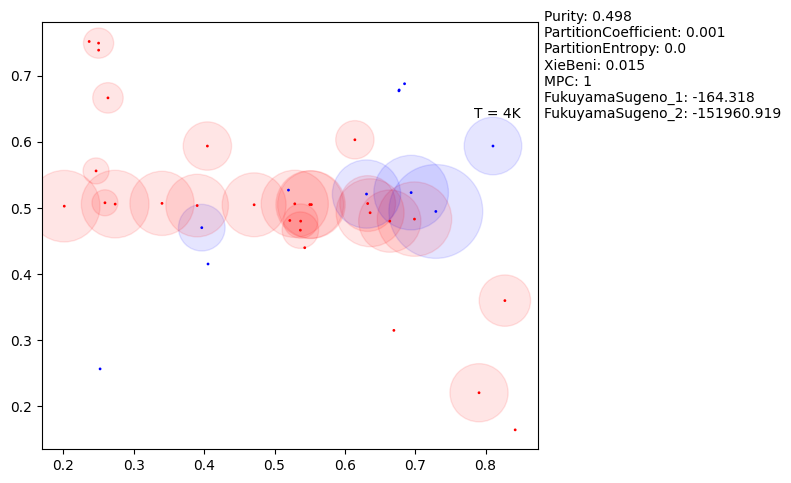 Purity: 0.498
PartitionCoefficient: 0.001
PartitionEntropy: 0.0
XieBeni: 0.015
MPC: 1
FukuyamaSugeno_1: -164.318
FukuyamaSugeno_2: -151960.919
T = 4K
0.7
0.6
0.5
0.4
0.3
0.2
0.2 0.3 0.4 0.5 0.6 0.7 0.8